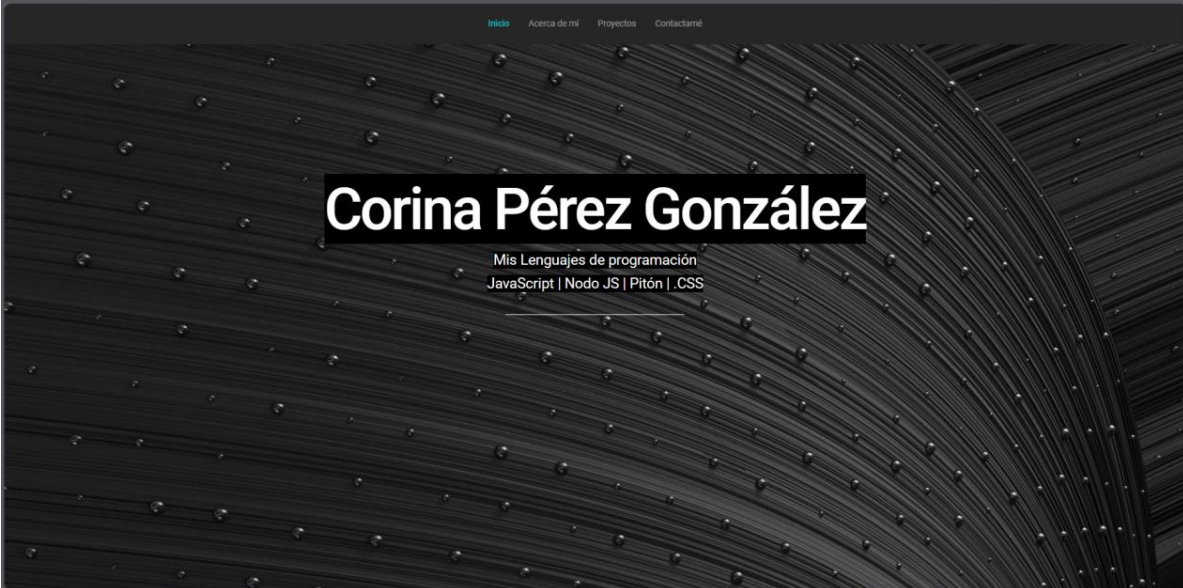 Inicio Acerca de mí Proyectos Contactamé
Corina Pérez González
Mis Lenguajes de programación
JavaScript | Nodo JS | Pitón | .CSS